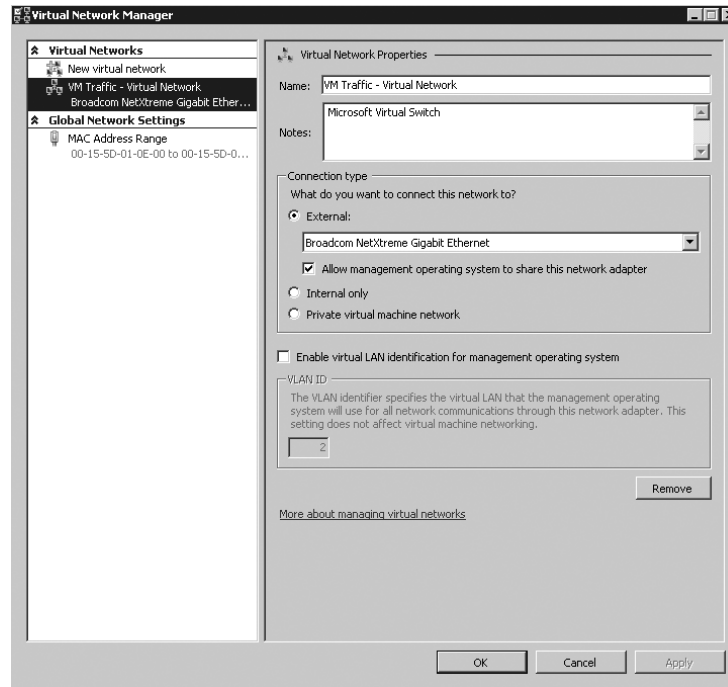 Virtual Network Manager
Virtual Networks
New virtual network
VM Traffic - Virtual Network
Broadcom NetXtreme Gigabit Ether...
Global Network Settings
MAC Address Range
00-15-5D-01-0E-00 to 00-15-5D-0...
Virtual Network Properties
Name: VM Traffic - Virtual Network
Notes: Microsoft Virtual Switch
Connection type
What do you want to connect this network to?
External:
Broadcom NetXtreme Gigabit Ethernet
Allow management operating system to share this network adapter
Internal only
Private virtual machine network
Enable virtual LAN identification for management operating system
VLAN ID
The VLAN identifier specifies the virtual LAN that the management operating
system will use for all network communications through this network adapter. This
setting does not affect virtual machine networking.
2
Remove
More about managing virtual networks
OK Cancel Apply